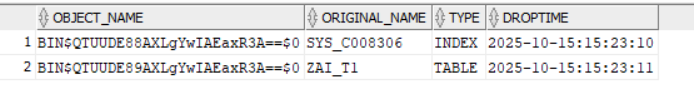 OBJECT_NAME ORIGINAL_NAME TYPE DROPTIME
1 BIN$QTUUDE88AXLgYwIAEaxR3A==$0 SYS_C008306 INDEX 2025-10-15:15:23:10
2 BIN$QTUUDE89AXLgYwIAEaxR3A==$0 ZAI_T1 TABLE 2025-10-15:15:23:11